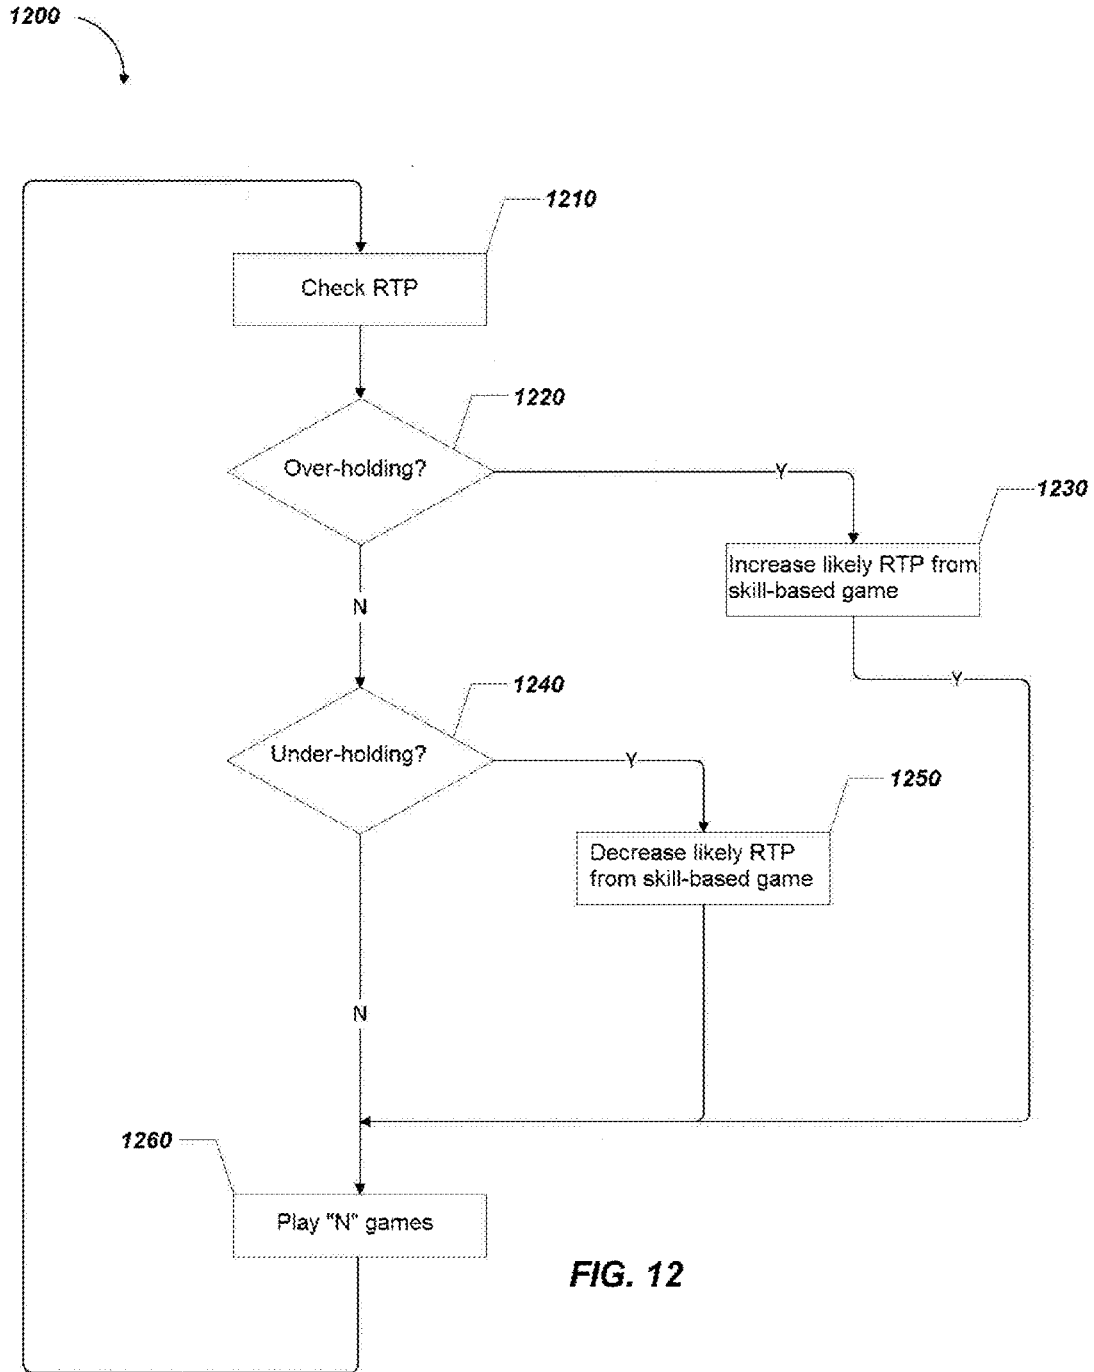 1200
1210
Check RTP
1220
Over-holding?
Y
1230
Increase likely RTP from
skill-based game
N
Y
1240
Under-holding?
Y
1250
Decrease likely RTP
from skill-based game
N
1260
Play "N" games
FIG. 12